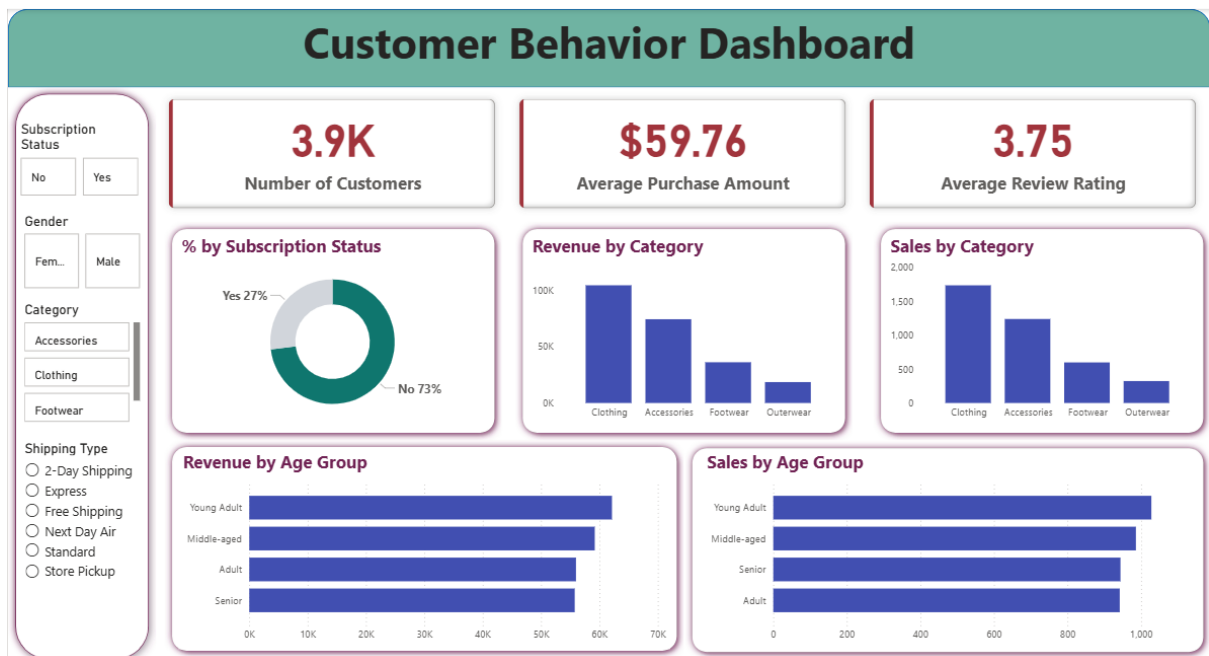 Customer Behavior Dashboard
Subscription
Status
No
Yes
Gender
Fem...
Male
Category
Accessories
Clothing
Footwear
Shipping Type
2-Day Shipping
Express
Free Shipping
Next Day Air
Standard
Store Pickup
3.9K
Number of Customers
$59.76
Average Purchase Amount
3.75
Average Review Rating
% by Subscription Status
Yes 27%
No 73%
Revenue by Category
100K
50K
0K
Clothing Accessories Footwear Outerwear
Sales by Category
2,000
1,500
1,000
500
0
Clothing Accessories Footwear Outerwear
Revenue by Age Group
Young Adult
Middle-aged
Adult
Senior
0K 10K 20K 30K 40K 50K 60K 70K
Sales by Age Group
Young Adult
Middle-aged
Senior
Adult
0 200 400 600 800 1,000